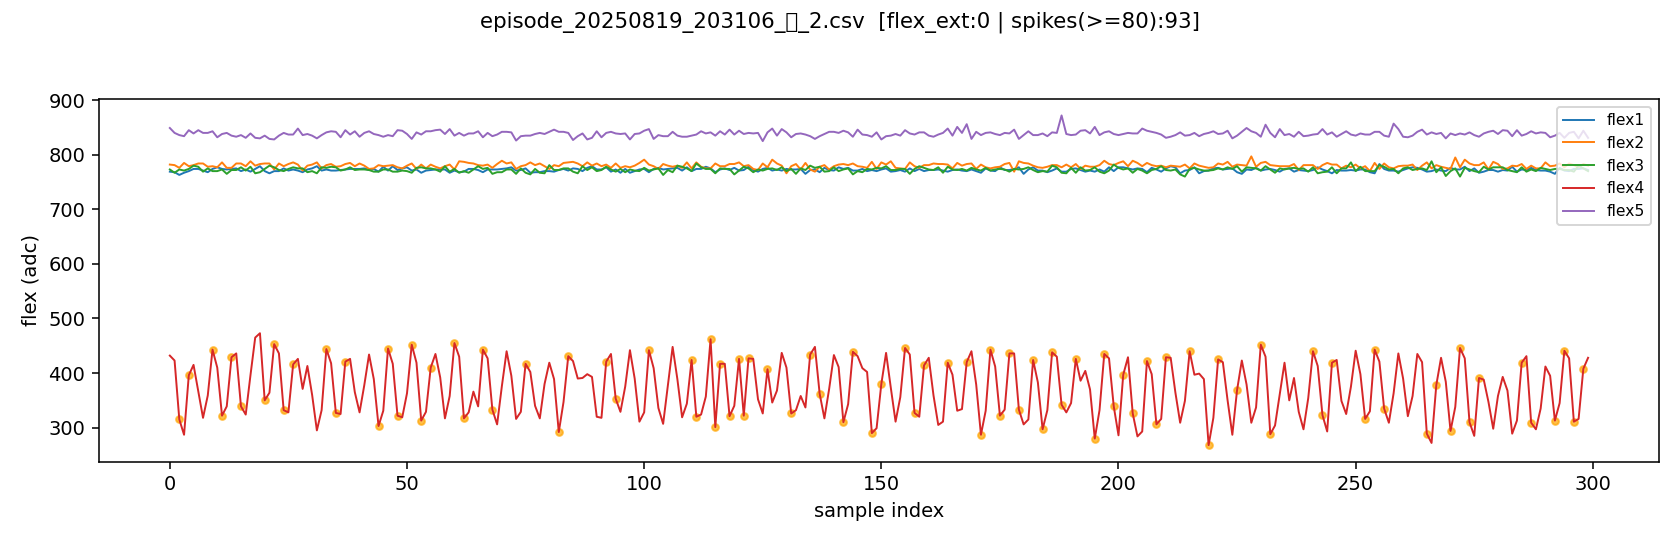 episode_20250819_203106_▯_2.csv  [flex_ext:0 | spikes(>=80):93]
900
800
700
600
500
400
300
flex (adc)
flex1
flex2
flex3
flex4
flex5
0
50
100
150
200
250
300
sample index